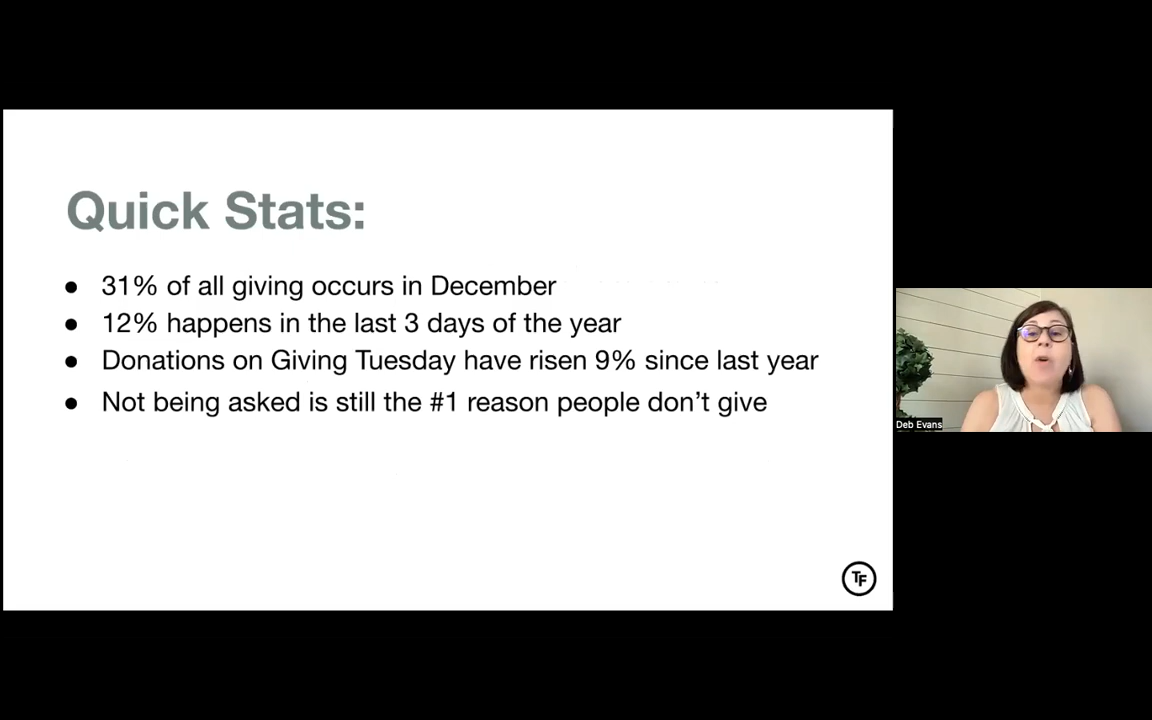 Quick Stats:
● 31% of all giving occurs in December
● 12% happens in the last 3 days of the year
● Donations on Giving Tuesday have risen 9% since last year
● Not being asked is still the #1 reason people don’t give
Deb Evans
TF